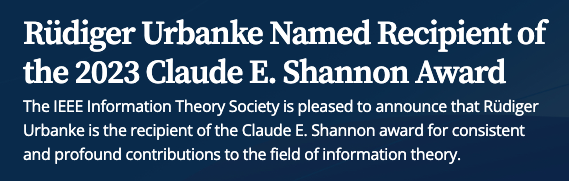 Rüdiger Urbanke Named Recipient of
the 2023 Claude E. Shannon Award
The IEEE Information Theory Society is pleased to announce that Rüdiger
Urbanke is the recipient of the Claude E. Shannon award for consistent
and profound contributions to the field of information theory.